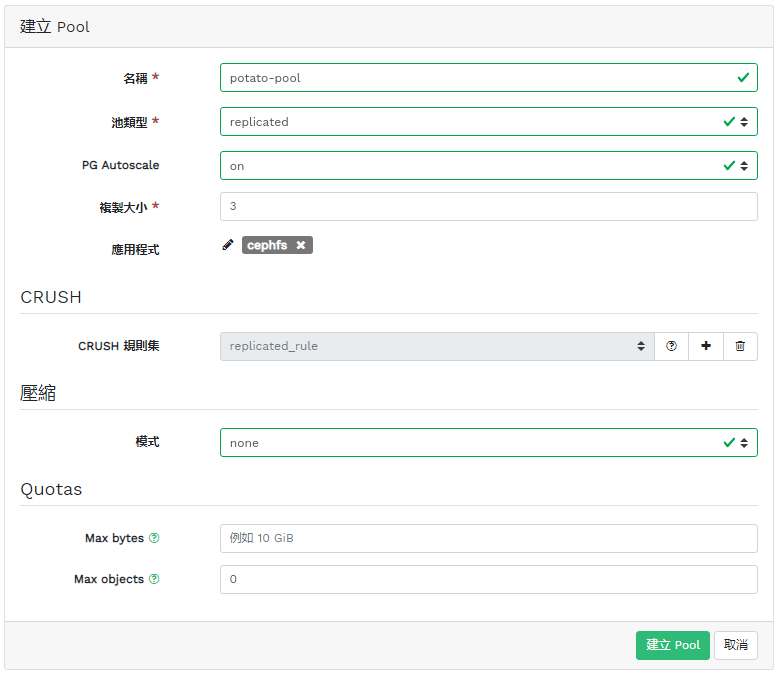 建立 Pool
名稱 *
potato-pool
池類型 *
replicated
PG Autoscale
on
複製大小 *
3
應用程式
cephfs
CRUSH
CRUSH 規則集
replicated_rule
壓縮
模式
none
Quotas
Max bytes
例如 10 GiB
Max objects
0
建立 Pool
取消